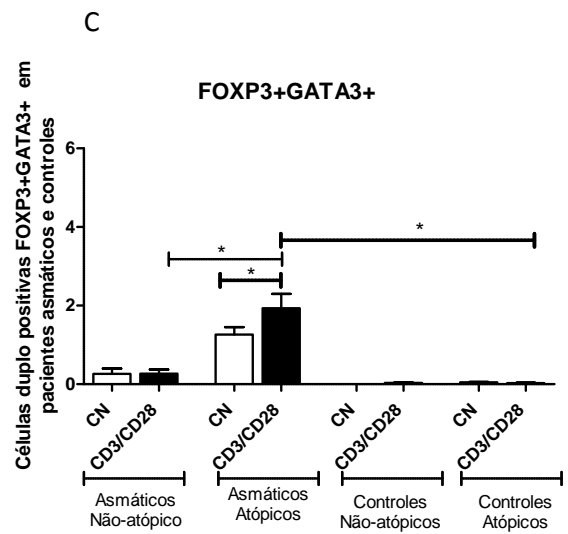 C
FOXP3+GATA3+
Células duplo positivas FOXP3+GATA3+ em
pacientes asmáticos e controles
6
4
2
0
*
*
*
CN
CD3/CD28
CN
CD3/CD28
CN
CD3/CD28
CN
CD3/CD28
Asmáticos
Não-atópico
Asmáticos
Atópicos
Controles
Não-atópicos
Controles
Atópicos